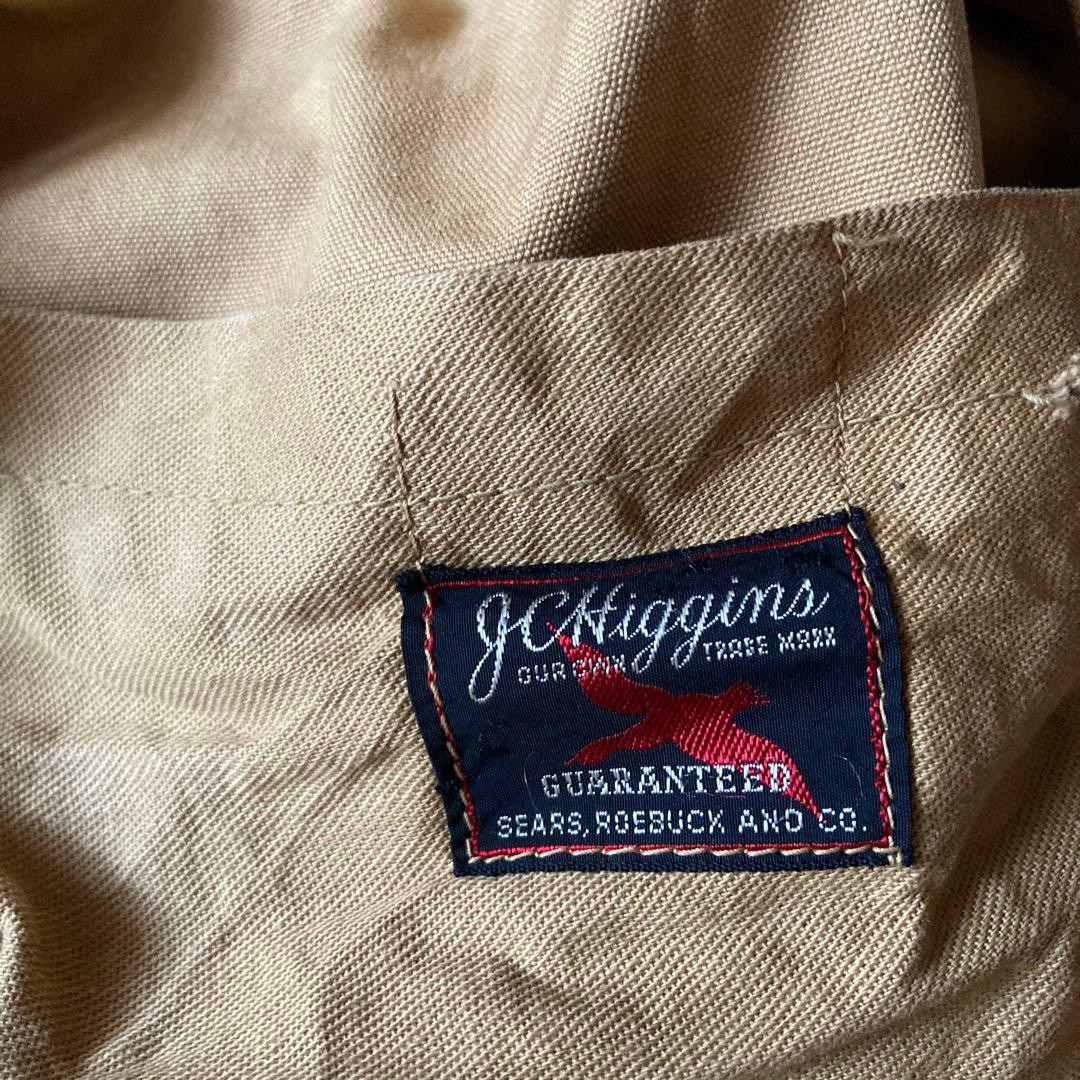 JCHiggins
OUR OWN TRADE MARK
GUARANTEED
SEARS, ROEBUCK AND CO.